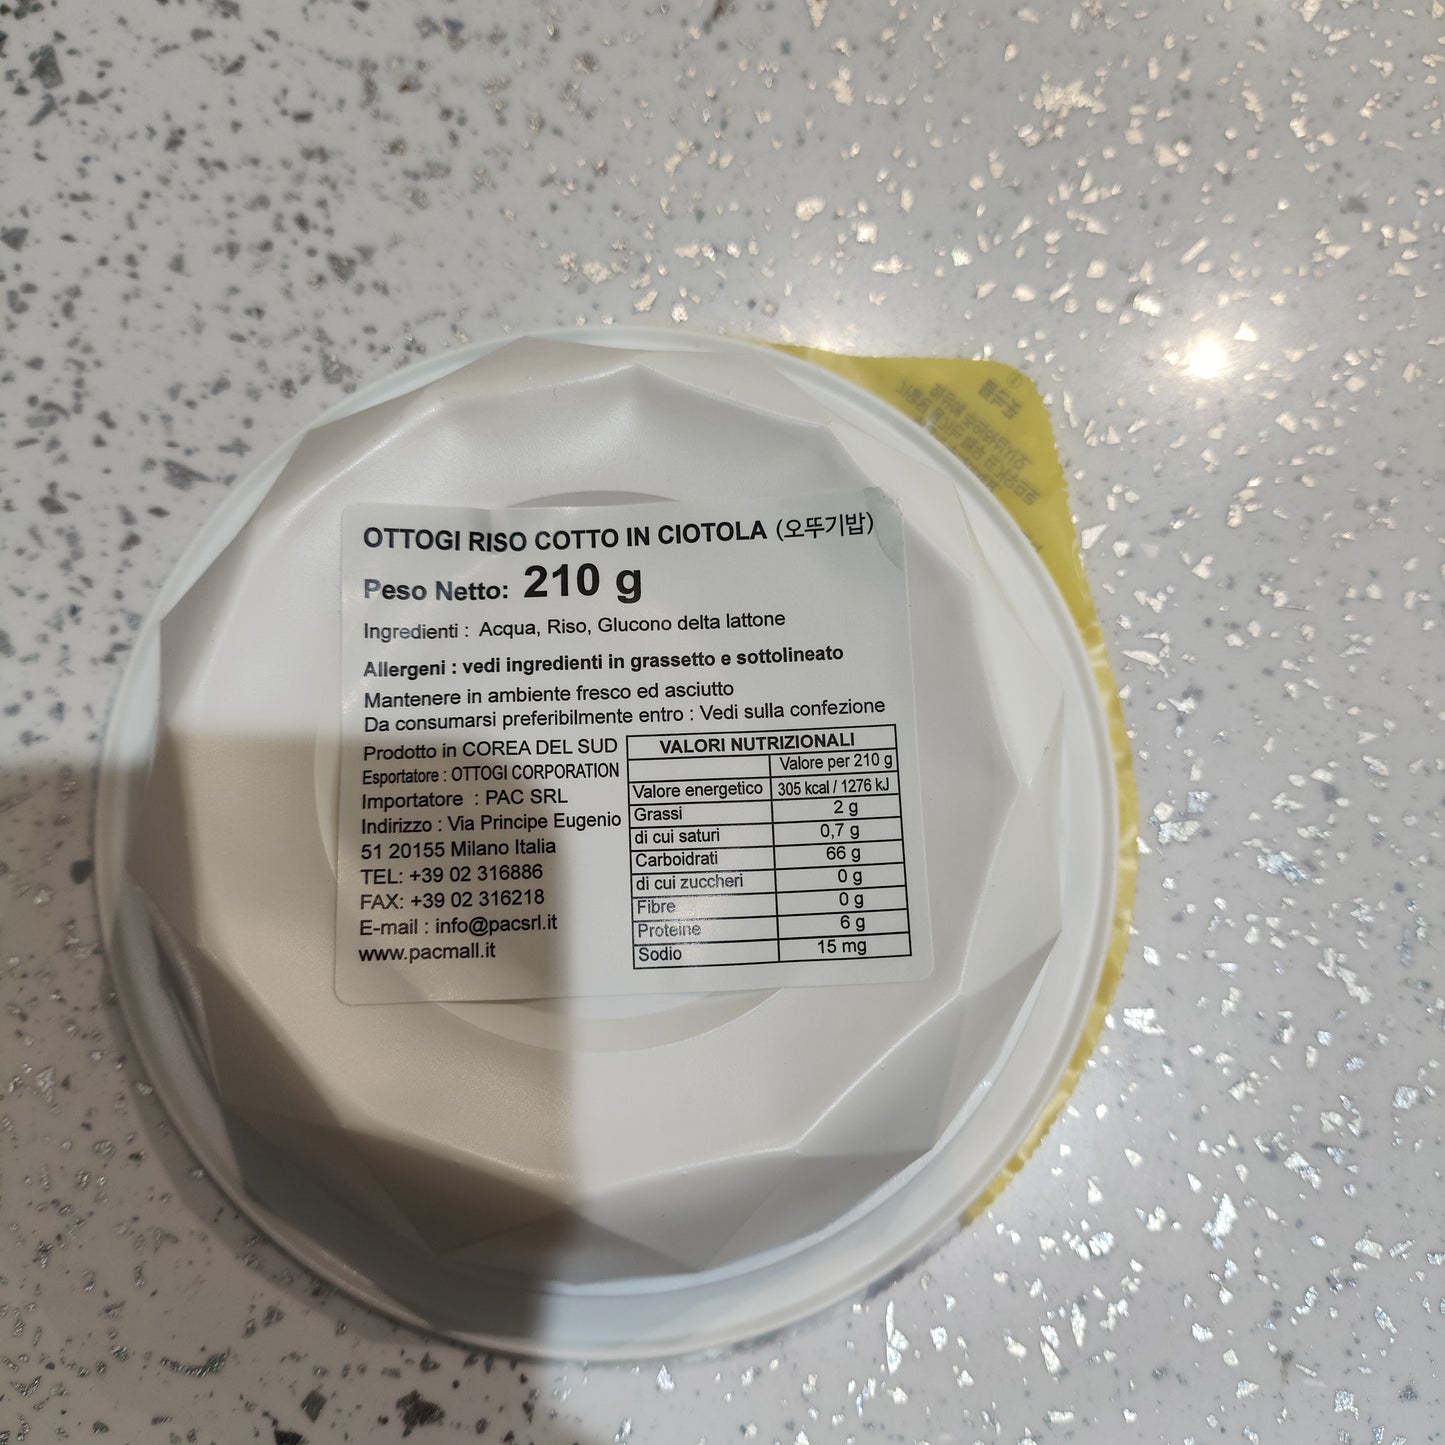 OTTOGI RISO COTTO IN CIOTOLA (오뚜기밥)
Peso Netto: 210 g
Ingredienti : Acqua, Riso, Glucono delta lattone
Allergeni : vedi ingredienti in grassetto e sottolineato
Mantenere in ambiente fresco ed asciutto
Da consumarsi preferibilmente entro : Vedi sulla confezione
Prodotto in COREA DEL SUD
Esportatore : OTTOGI CORPORATION
Importatore : PAC SRL
Indirizzo : Via Principe Eugenio
51 20155 Milano Italia
TEL: +39 02 316886
FAX: +39 02 316218
E-mail : info@pacsrl.it
www.pacmall.it
VALORI NUTRIZIONALI
Valore per 210 g
Valore energetico 305 kcal / 1276 kJ
Grassi 2 g
di cui saturi 0,7 g
Carboidrati 66 g
di cui zuccheri 0 g
Fibre 0 g
Proteine 6 g
Sodio 15 mg